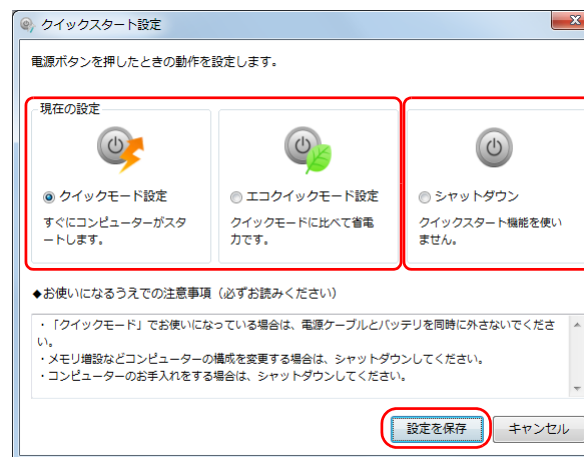 クイックスタート設定
電源ボタンを押したときの動作を設定します。
現在の設定
クイックモード設定
すぐにコンピューターがスタ
ートします。
エコクイックモード設定
クイックモードに比べて省電
力です。
シャットダウン
クイックスタート機能を使い
ません。
◆お使いになるうえでの注意事項（必ずお読みください）
・「クイックモード」でお使いになっている場合は、電源ケーブルとバッテリを同時に外さないでくださ
い。
・メモリ増設などコンピューターの構成を変更する場合は、シャットダウンしてください。
・コンピューターのお手入れをする場合は、シャットダウンしてください。
設定を保存
キャンセル